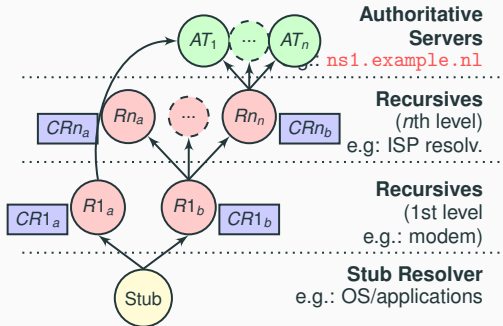 Authoritative
Servers
AT1 ... ATn
g.: ns1.example.nl
Recursives
(nth level)
e.g: ISP resolv.
CRna Rna ... Rnn CRnb
Recursives
(1st level
e.g.: modem)
CR1a R1a R1b CR1b
Stub Resolver
e.g.: OS/applications
Stub